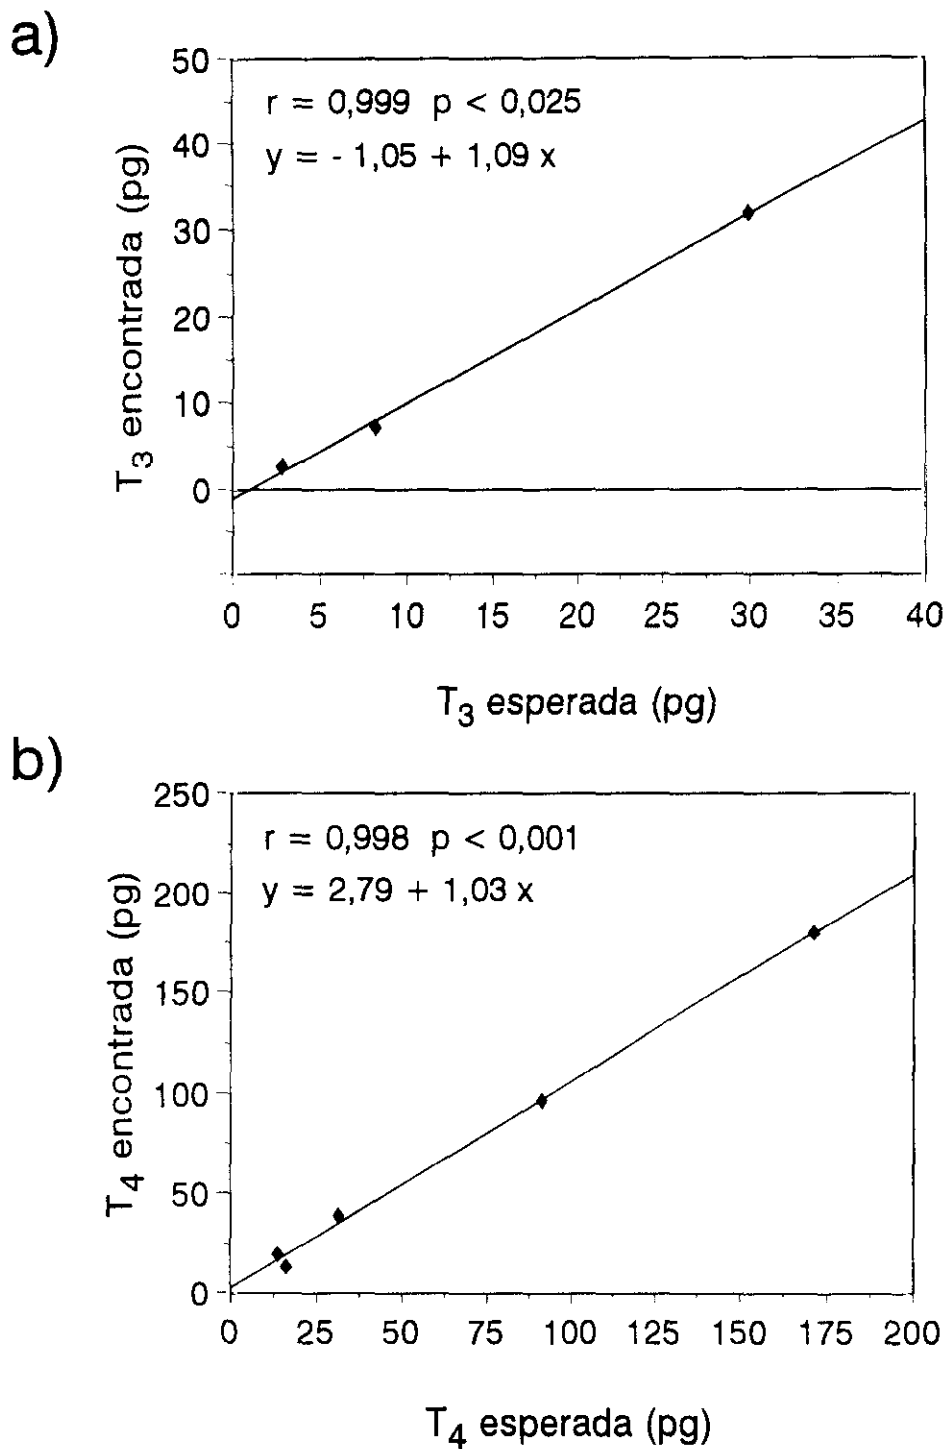 a)
50
40
30
20
10
0
T3 encontrada (pg)
r = 0,999 p < 0,025
y = - 1,05 + 1,09 x
0 5 10 15 20 25 30 35 40
T3 esperada (pg)
b)
250
200
150
100
50
0
T4 encontrada (pg)
r = 0,998 p < 0,001
y = 2,79 + 1,03 x
0 25 50 75 100 125 150 175 200
T4 esperada (pg)